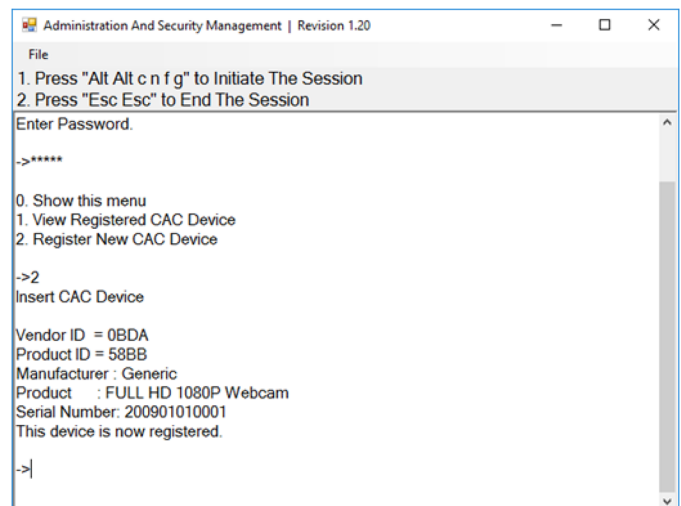 Administration And Security Management | Revision 1.20
File
1. Press "Alt Alt c n f g" to Initiate The Session
2. Press "Esc Esc" to End The Session
Enter Password.
->*****
0. Show this menu
1. View Registered CAC Device
2. Register New CAC Device
->2
Insert CAC Device
Vendor ID = 0BDA
Product ID = 58BB
Manufacturer : Generic
Product : FULL HD 1080P Webcam
Serial Number: 200901010001
This device is now registered.
->